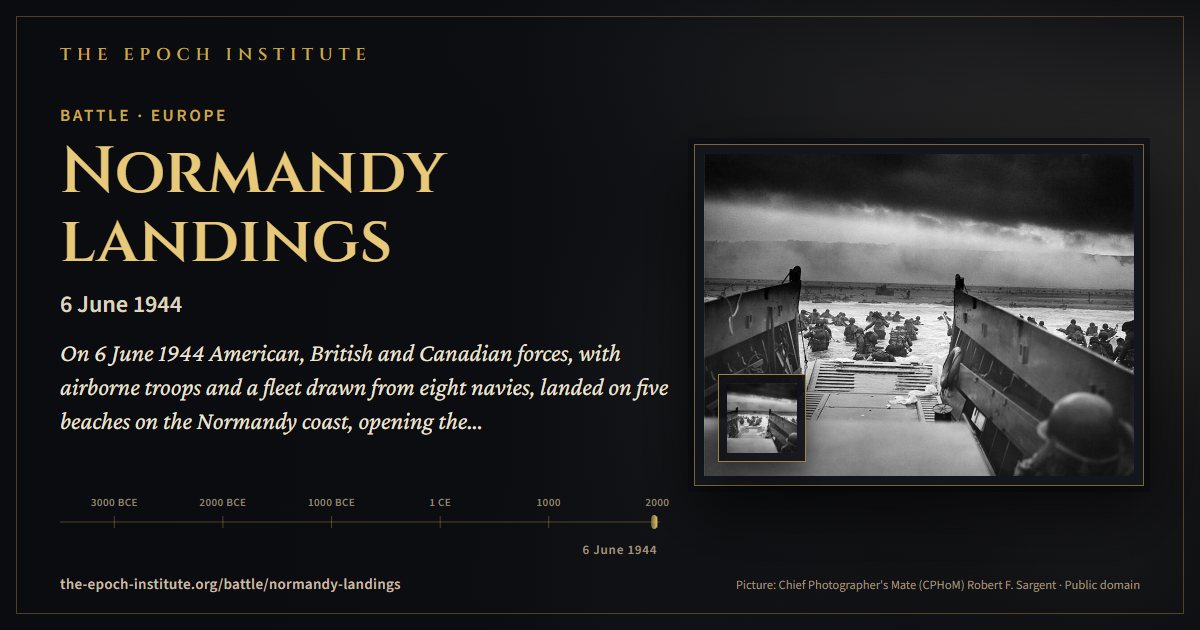 THE EPOCH INSTITUTE
BATTLE · EUROPE
NORMANDY
LANDINGS
6 June 1944
On 6 June 1944 American, British and Canadian forces, with
airborne troops and a fleet drawn from eight navies, landed on five
beaches on the Normandy coast, opening the...
3000 BCE 2000 BCE 1000 BCE 1 CE 1000 2000
6 June 1944
the-epoch-institute.org/battle/normandy-landings
Picture: Chief Photographer's Mate (CPHoM) Robert F. Sargent · Public domain